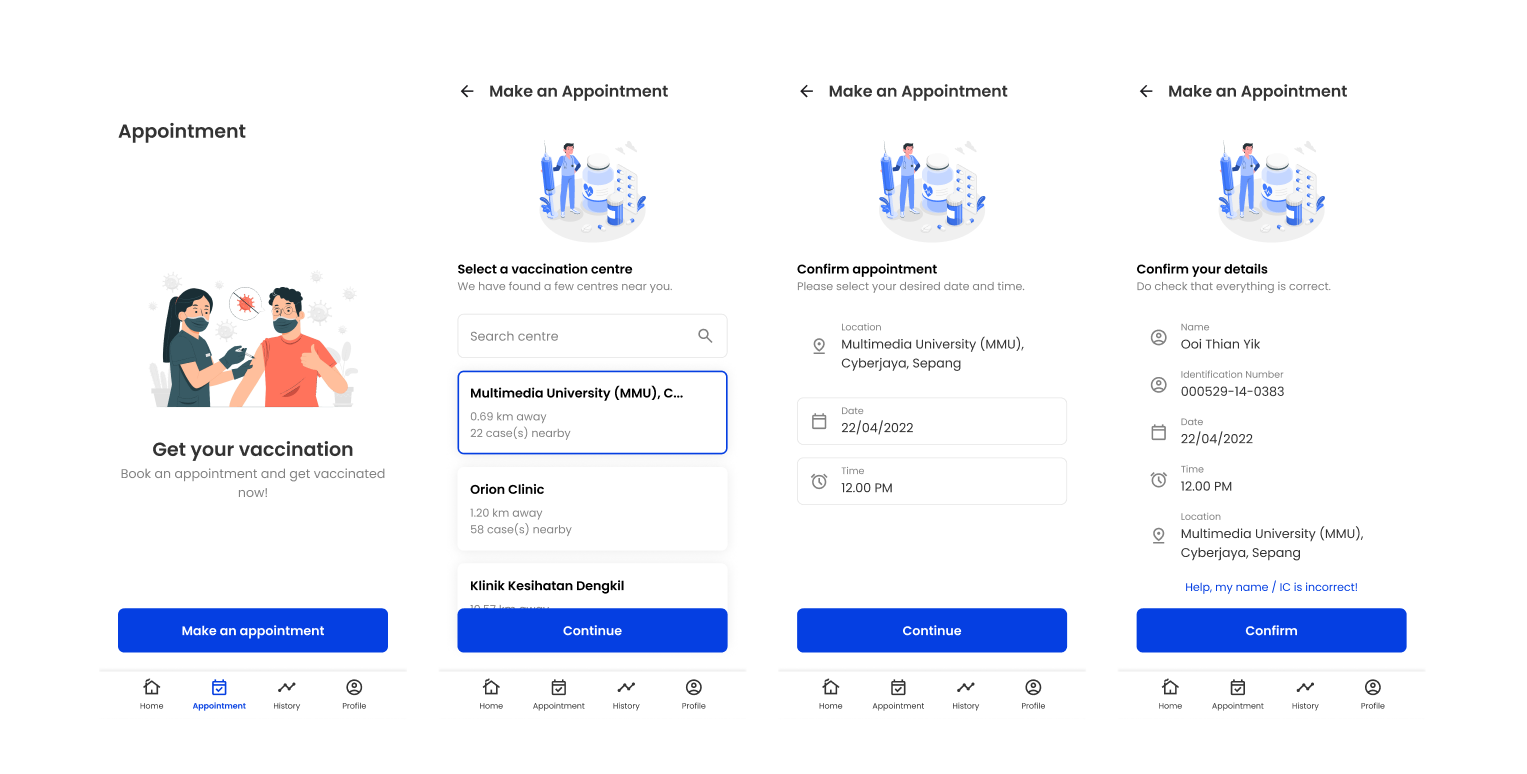 Appointment
Get your vaccination
Book an appointment and get vaccinated
now!
Make an appointment
Home
Appointment
History
Profile
Make an Appointment
Select a vaccination centre
We have found a few centres near you.
Search centre
Multimedia University (MMU), C...
0.69 km away
22 case(s) nearby
Orion Clinic
1.20 km away
58 case(s) nearby
Klinik Kesihatan Dengkil
Continue
Home
Appointment
History
Profile
Make an Appointment
Confirm appointment
Please select your desired date and time.
Location
Multimedia University (MMU),
Cyberjaya, Sepang
Date
22/04/2022
Time
12.00 PM
Continue
Home
Appointment
History
Profile
Make an Appointment
Confirm your details
Do check that everything is correct.
Name
Ooi Thian Yik
Identification Number
000529-14-0383
Date
22/04/2022
Time
12.00 PM
Location
Multimedia University (MMU),
Cyberjaya, Sepang
Help, my name / IC is incorrect!
Confirm
Home
Appointment
History
Profile